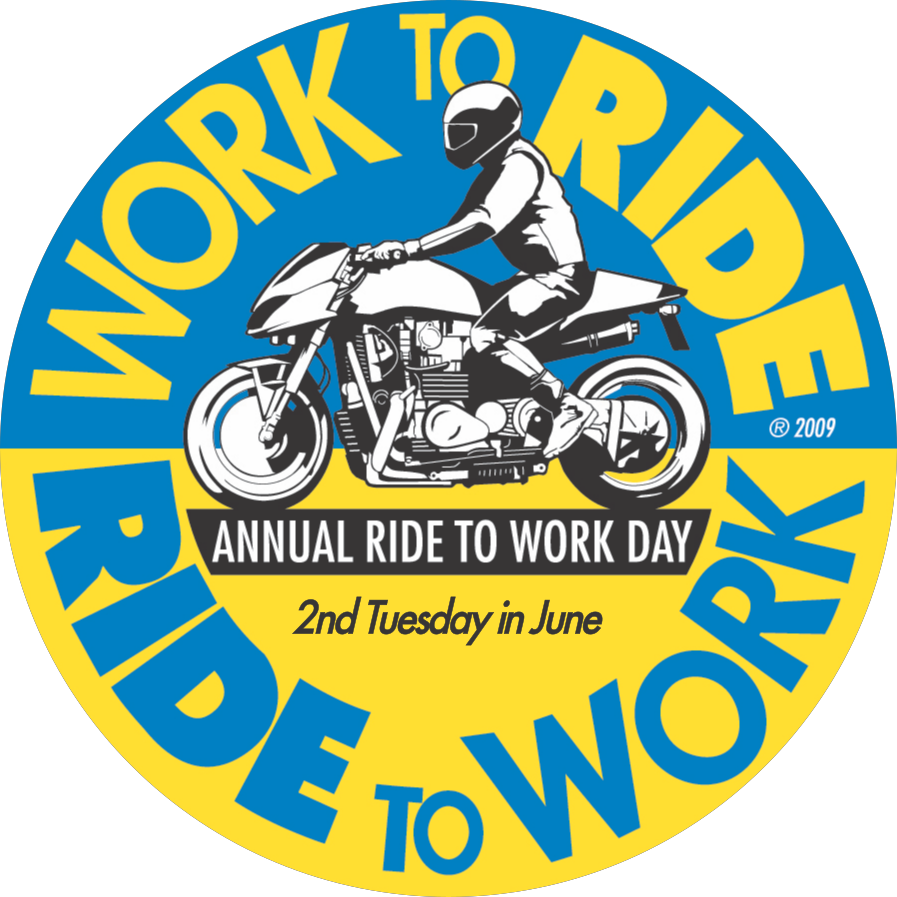 WORK TO RIDE
® 2009
ANNUAL RIDE TO WORK DAY
2nd Tuesday in June
RIDE TO WORK